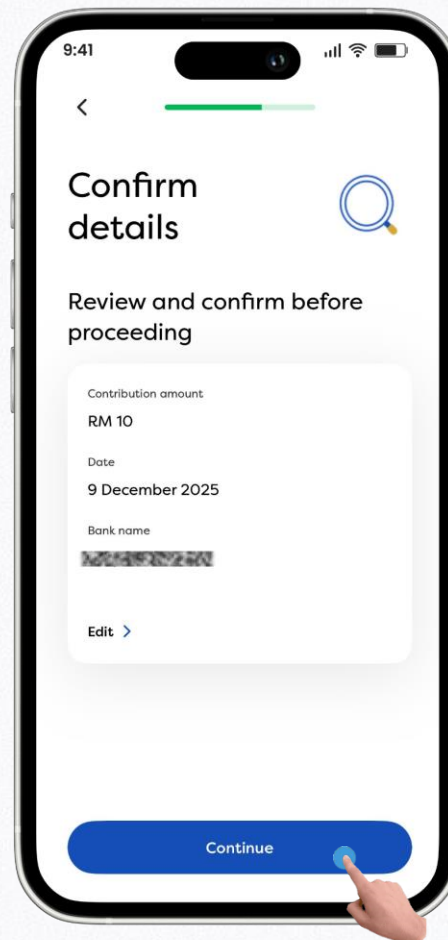 9:41
Confirm
details
Review and confirm before
proceeding
Contribution amount
RM 10
Date
9 December 2025
Bank name
Edit
Continue